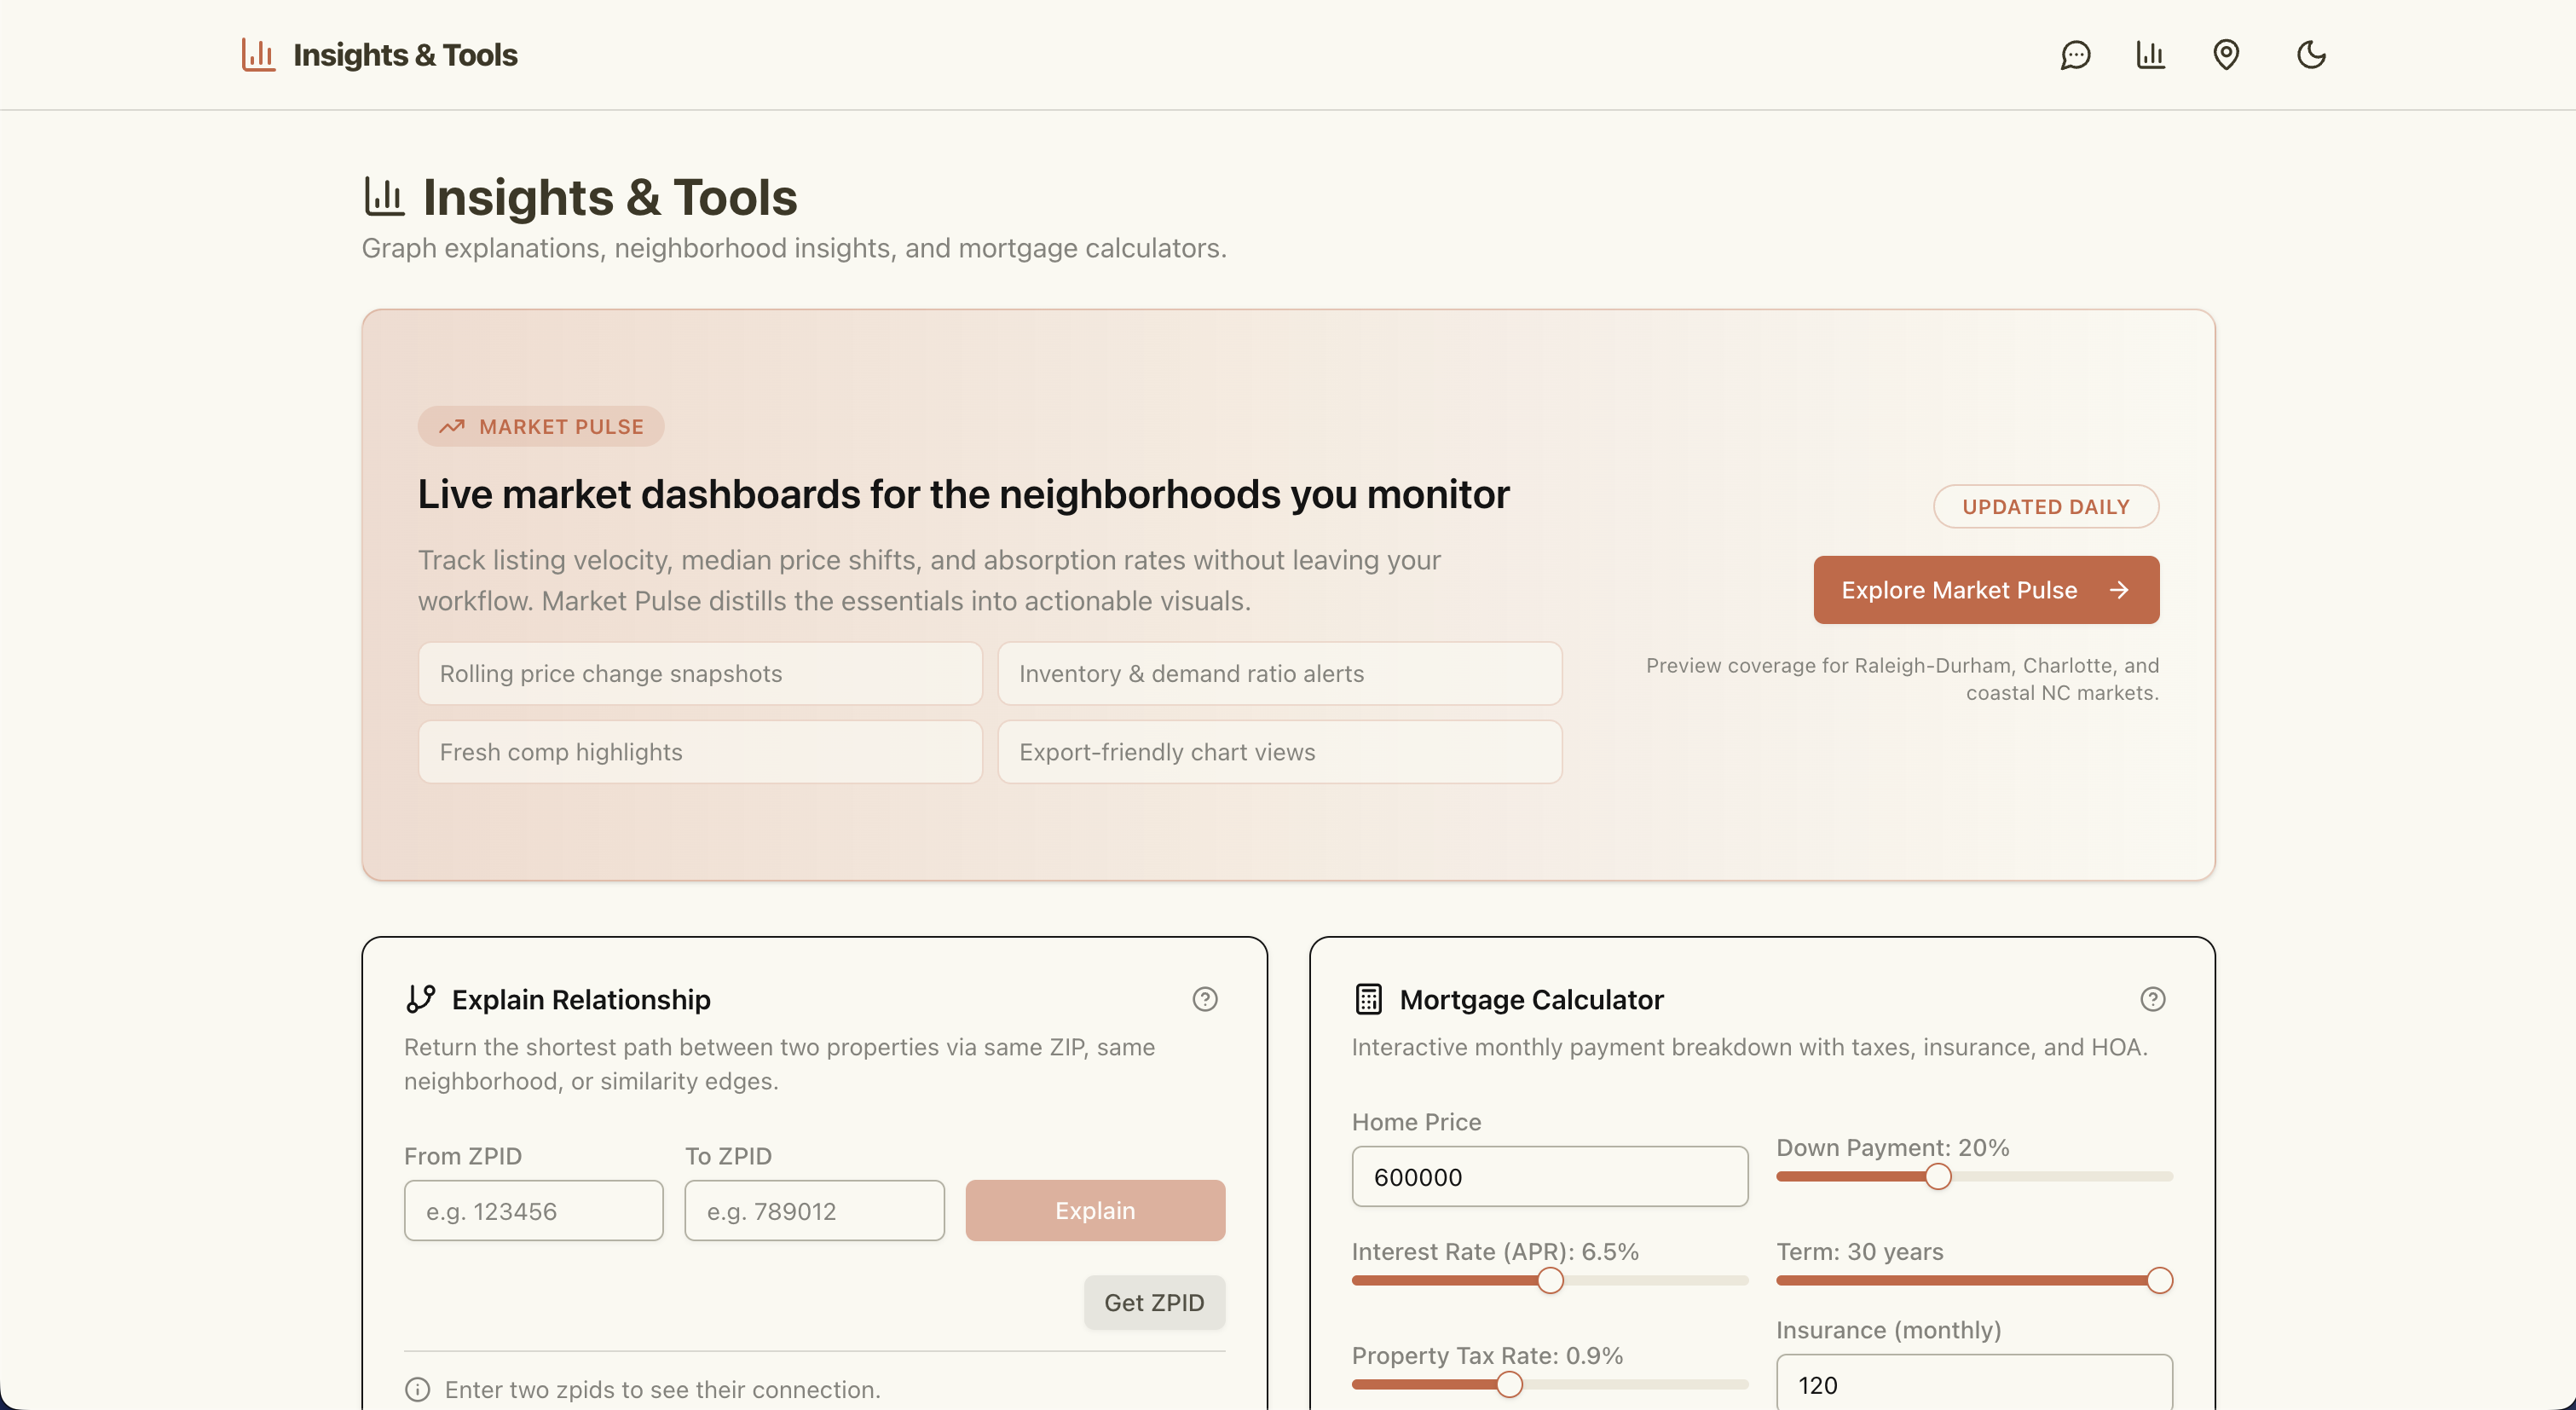 Insights & Tools
Insights & Tools
Graph explanations, neighborhood insights, and mortgage calculators.
MARKET PULSE
Live market dashboards for the neighborhoods you monitor
Track listing velocity, median price shifts, and absorption rates without leaving your
workflow. Market Pulse distills the essentials into actionable visuals.
Rolling price change snapshots
Inventory & demand ratio alerts
Fresh comp highlights
Export-friendly chart views
UPDATED DAILY
Explore Market Pulse
Preview coverage for Raleigh-Durham, Charlotte, and
coastal NC markets.
Explain Relationship
Return the shortest path between two properties via same ZIP, same
neighborhood, or similarity edges.
From ZPID
To ZPID
e.g. 123456
e.g. 789012
Explain
Get ZPID
Enter two zpids to see their connection.
Mortgage Calculator
Interactive monthly payment breakdown with taxes, insurance, and HOA.
Home Price
600000
Down Payment: 20%
Interest Rate (APR): 6.5%
Term: 30 years
Property Tax Rate: 0.9%
Insurance (monthly)
120